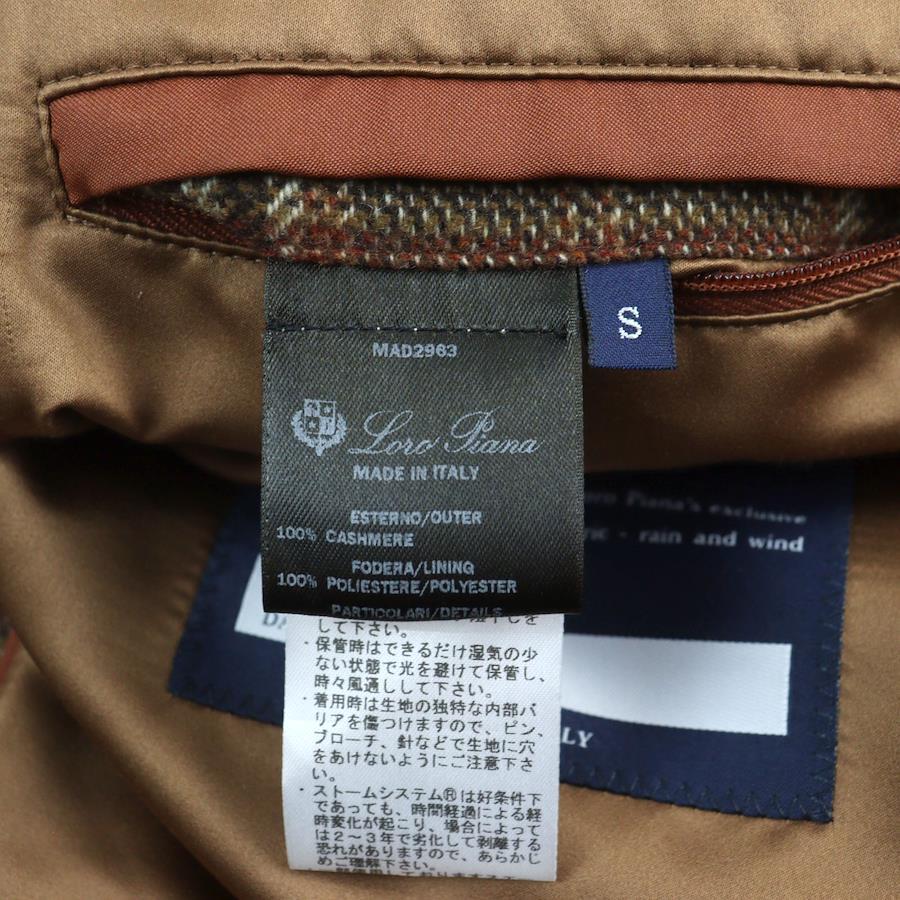 MAD2963
S
Loro Piana
MADE IN ITALY
ESTERNO/OUTER
100% CASHMERE
FODERA/LINING
100% POLIESTERE/POLYESTER
PARTICOLARI/DETAILS
Piana's exclusive
- rain and wind
LY
して下さい。
・保管時はできるだけ湿気の少
ない状態で光を避けて保管し、
時々風通しして下さい。
・着用時は生地の独特な内部バ
リアを傷つけますので、ピン、
ブローチ、針などで生地に穴
をあけないようにご注意下さ
い。
・ストームシステム®は好条件下
であっても、時間経過による経
時変化が起こり、場合によって
は2~3年で劣化して剥離する
恐れがありますので、あらかじ
めご理解下さい。